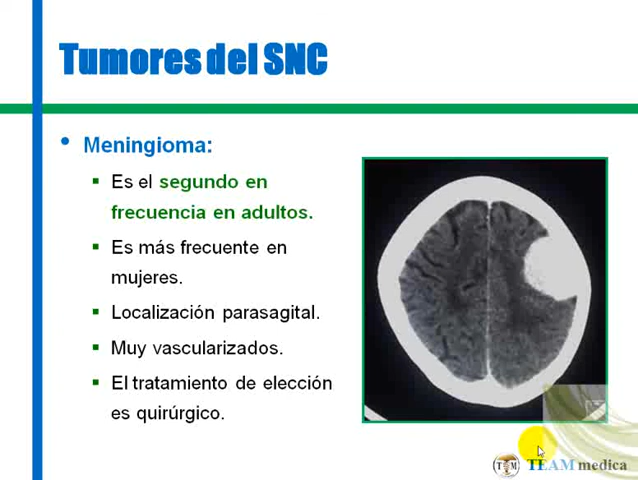 Tumores del SNC
• Meningioma:
▪ Es el segundo en
frecuencia en adultos.
▪ Es más frecuente en
mujeres.
▪ Localización parasagital.
▪ Muy vascularizados.
▪ El tratamiento de elección
es quirúrgico.
T M TEAM medica